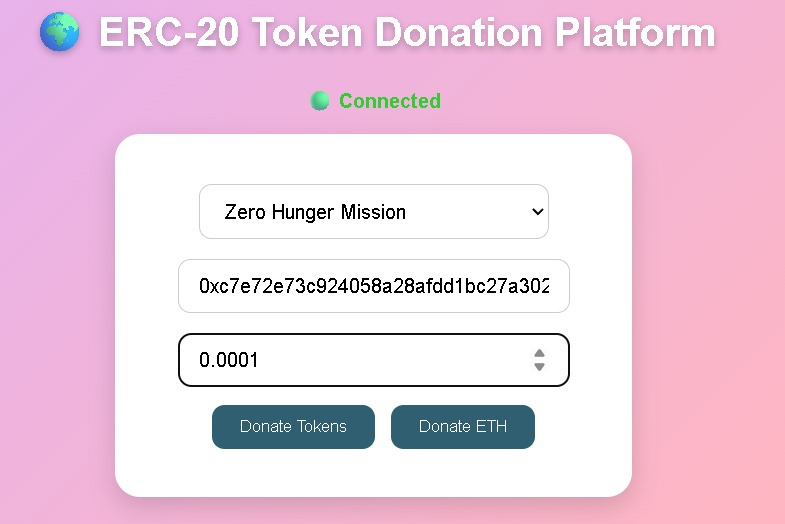 ERC-20 Token Donation Platform
Connected
Zero Hunger Mission
0xc7e72e73c924058a28afdd1bc27a302
0.0001
Donate Tokens Donate ETH